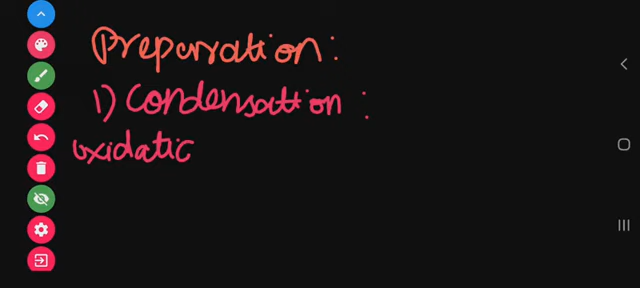 Preparation :
1) Condensation :
oxidatic